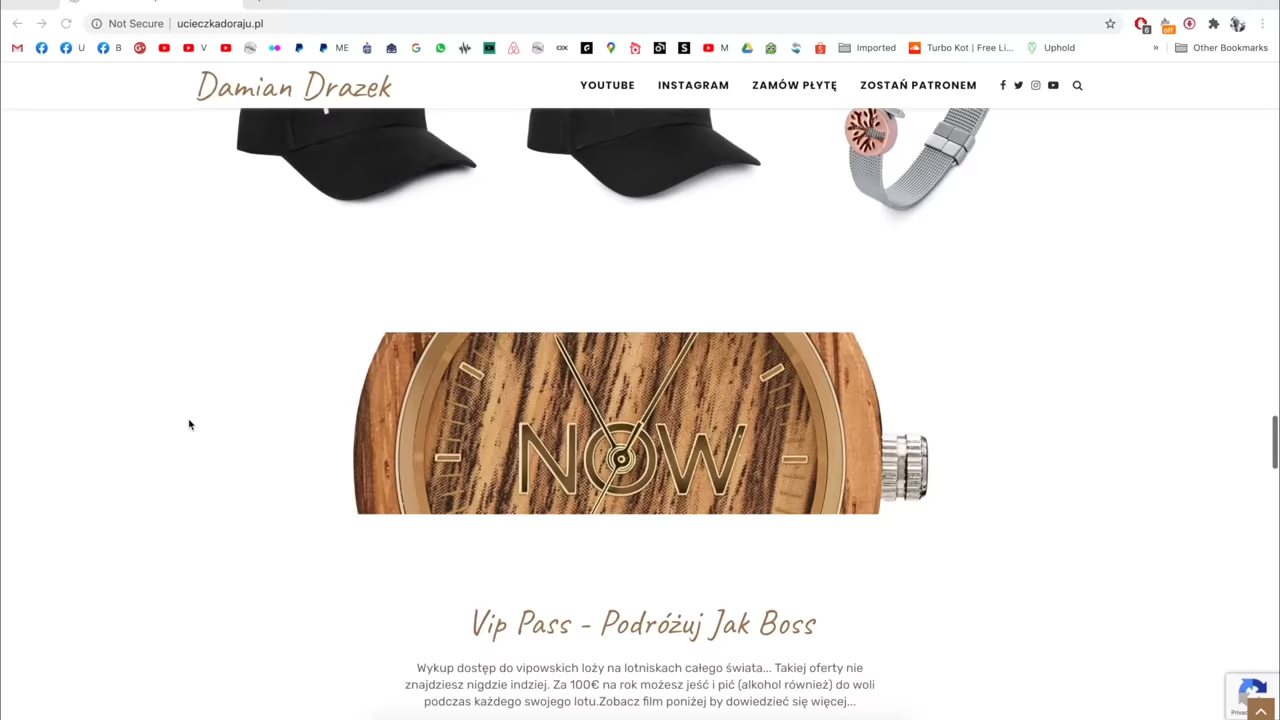 Not Secure | ucieczkadoraju.pl
U
B
V
ME
M
Imported
Turbo Kot | Free Li...
Uphold
»
Other Bookmarks
Damian Drazek
YOUTUBE
INSTAGRAM
ZAMÓW PŁYTĘ
ZOSTAŃ PATRONEM
NOW
Vip Pass - Podróżuj Jak Boss
Wykup dostęp do vipowskich loży na lotniskach całego świata... Takiej oferty nie
znajdziesz nigdzie indziej. Za 100€ na rok możesz jeść i pić (alkohol również) do woli
podczas każdego swojego lotu.Zobacz film poniżej by dowiedzieć się więcej...